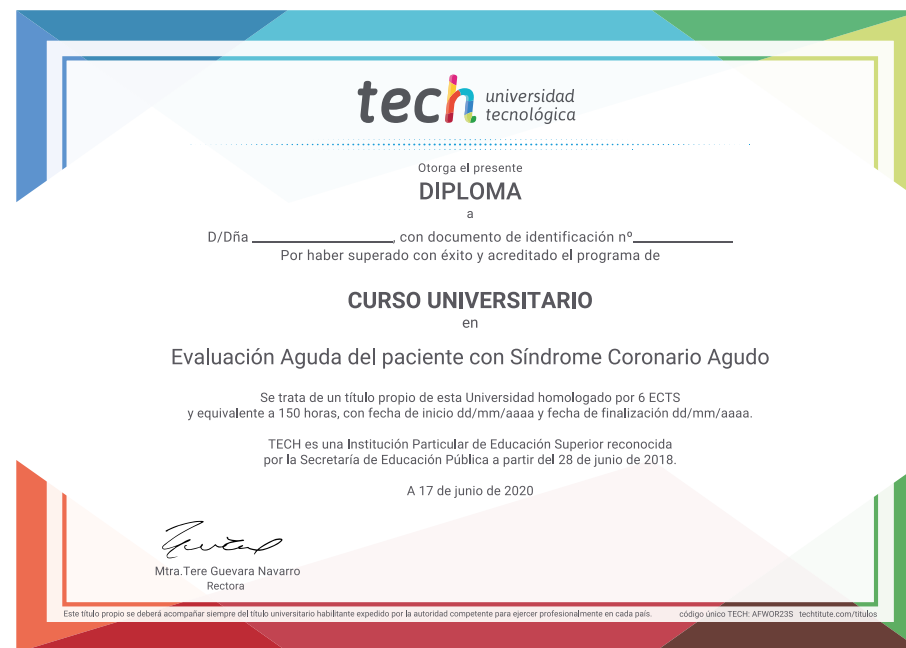 tech universidad
tecnológica
Otorga el presente
DIPLOMA
a
D/Dña ____________________, con documento de identificación nº______________
Por haber superado con éxito y acreditado el programa de
CURSO UNIVERSITARIO
en
Evaluación Aguda del paciente con Síndrome Coronario Agudo
Se trata de un título propio de esta Universidad homologado por 6 ECTS
y equivalente a 150 horas, con fecha de inicio dd/mm/aaaa y fecha de finalización dd/mm/aaaa.
TECH es una Institución Particular de Educación Superior reconocida
por la Secretaría de Educación Pública a partir del 28 de junio de 2018.
A 17 de junio de 2020
Mtra.Tere Guevara Navarro
Rectora
Este título propio se deberá acompañar siempre del título universitario habilitante expedido por la autoridad competente para ejercer profesionalmente en cada país. código único TECH: AFWOR23S techtitute.com/titulos